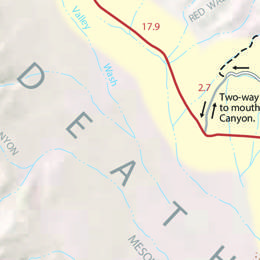 Valley
Wash
17.9
RED WA
2.7
Two-way
to mouth
Canyon.
D E A T H
NYON
MESQ